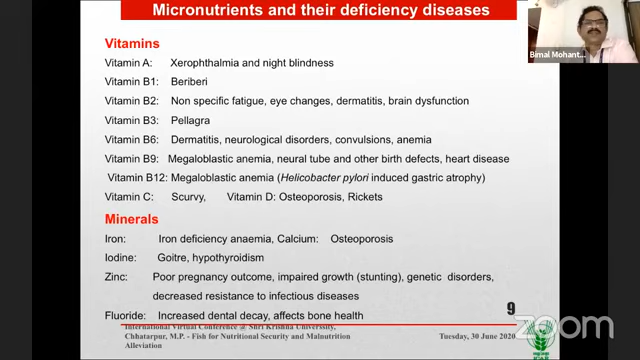 Micronutrients and their deficiency diseases
Bimal Mohant...
Vitamins
Vitamin A: Xerophthalmia and night blindness
Vitamin B1: Beriberi
Vitamin B2: Non specific fatigue, eye changes, dermatitis, brain dysfunction
Vitamin B3: Pellagra
Vitamin B6: Dermatitis, neurological disorders, convulsions, anemia
Vitamin B9: Megaloblastic anemia, neural tube and other birth defects, heart disease
Vitamin B12: Megaloblastic anemia (Helicobacter pylori induced gastric atrophy)
Vitamin C: Scurvy, Vitamin D: Osteoporosis, Rickets
Minerals
Iron: Iron deficiency anaemia, Calcium: Osteoporosis
Iodine: Goitre, hypothyroidism
Zinc: Poor pregnancy outcome, impaired growth (stunting), genetic disorders,
decreased resistance to infectious diseases
Fluoride: Increased dental decay, affects bone health
9
International Virtual Conference @ Shri Krishna University,
Chhatarpur, M.P. - Fish for Nutritional Security and Malnutrition
Alleviation
Tuesday, 30 June 2020
zoom